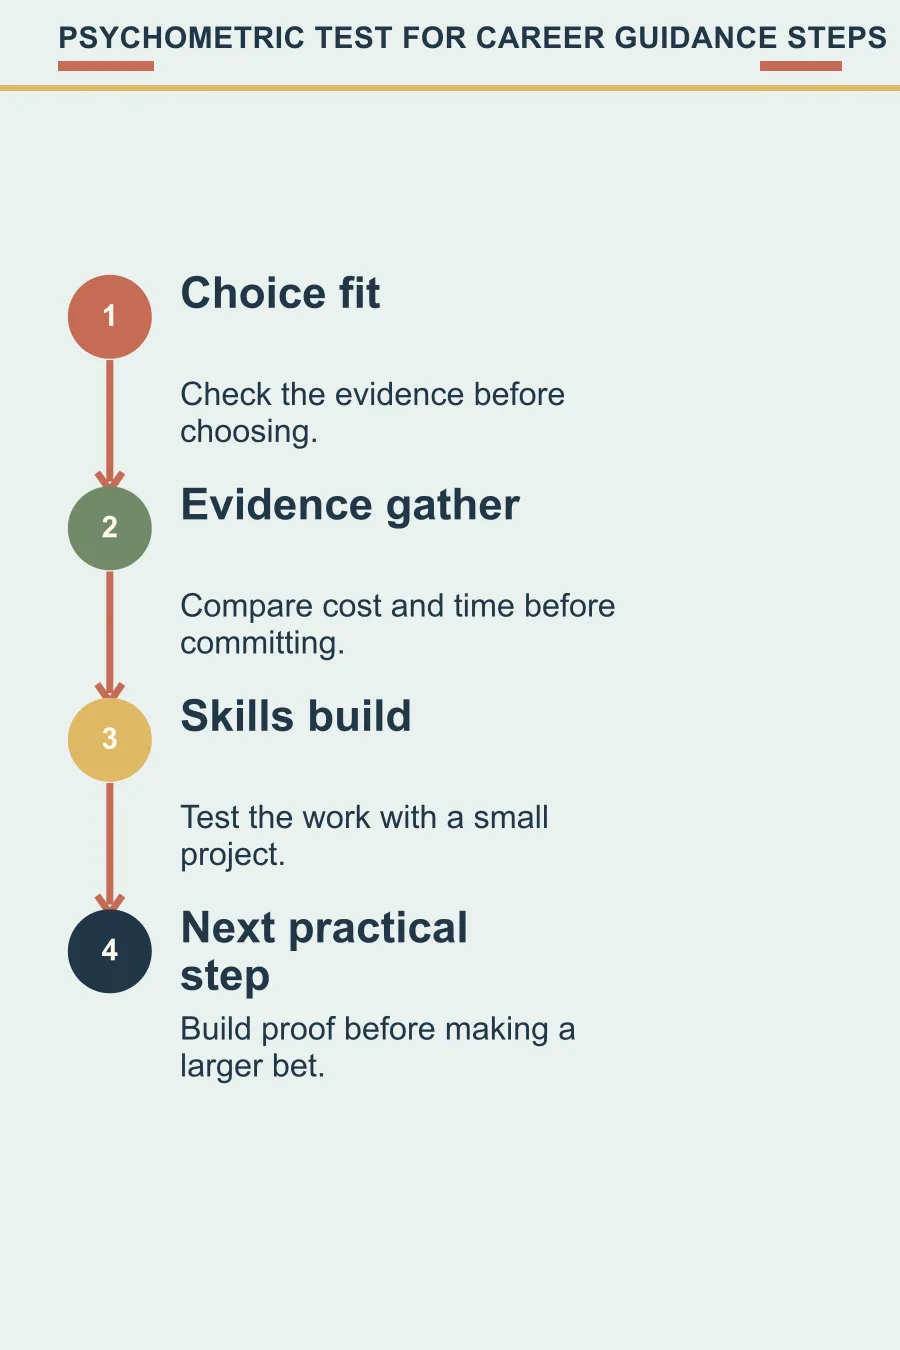 PSYCHOMETRIC TEST FOR CAREER GUIDANCE STEPS
1
Choice fit
Check the evidence before
choosing.
2
Evidence gather
Compare cost and time before
committing.
3
Skills build
Test the work with a small
project.
4
Next practical
step
Build proof before making a
larger bet.